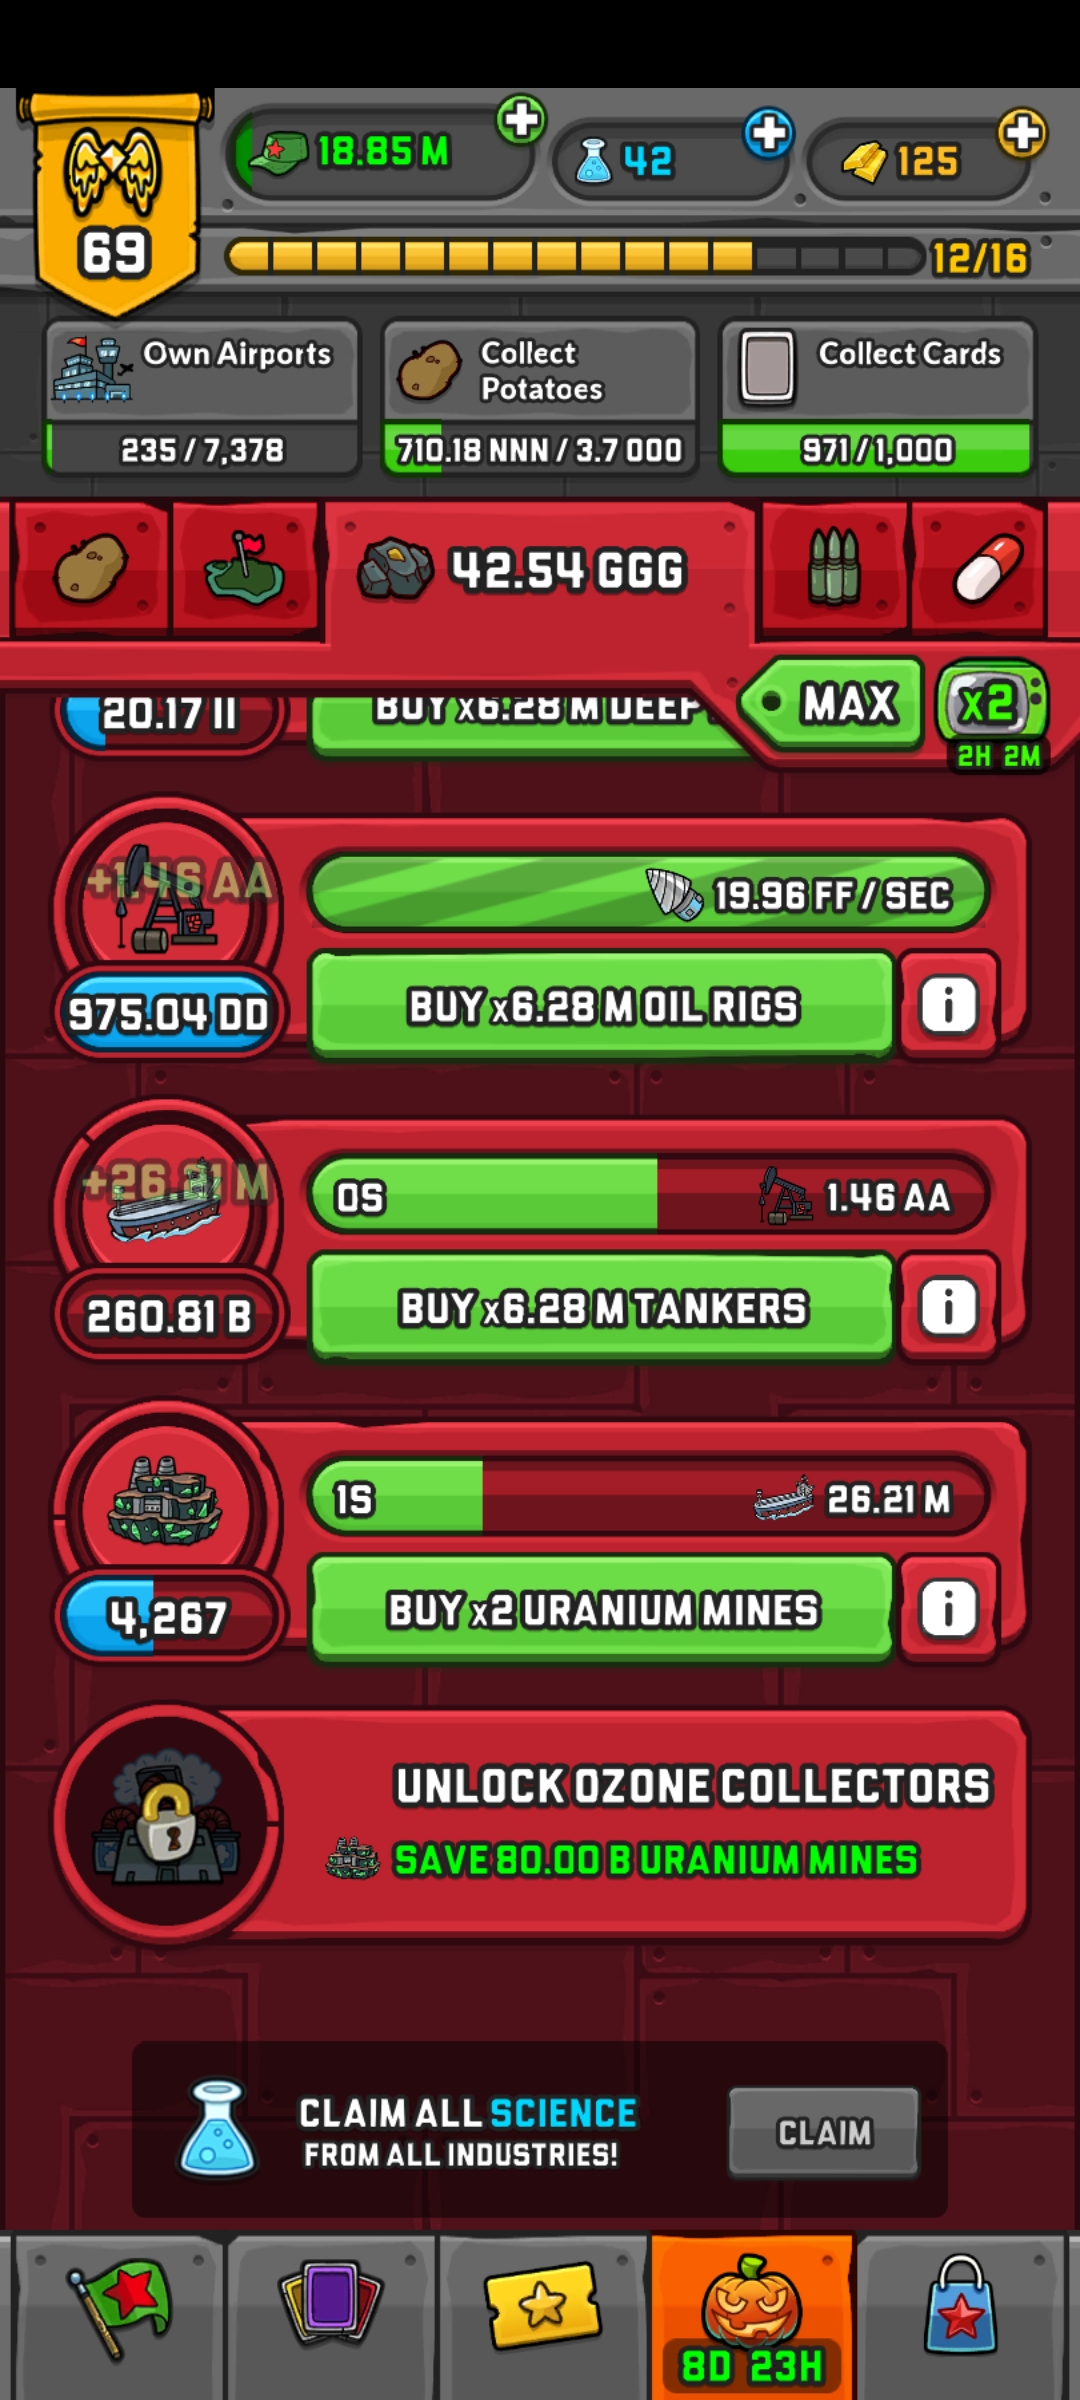 18.85 M
42
125
69
12/16
Own Airports
235 / 7,378
Collect
Potatoes
710.18 NNN / 3.7 OOO
Collect Cards
971 / 1,000
42.54 GGG
MAX
x2
2H 2M
20.17 II
BUY x6.28 M DEEP
+1.46 AA
19.96 FF / SEC
975.04 DD
BUY x6.28 M OIL RIGS
i
+26.21 M
0S
1.46 AA
260.81 B
BUY x6.28 M TANKERS
i
1S
26.21 M
4,267
BUY x2 URANIUM MINES
i
UNLOCK OZONE COLLECTORS
SAVE 80.00 B URANIUM MINES
CLAIM ALL SCIENCE
FROM ALL INDUSTRIES!
CLAIM
8D 23H